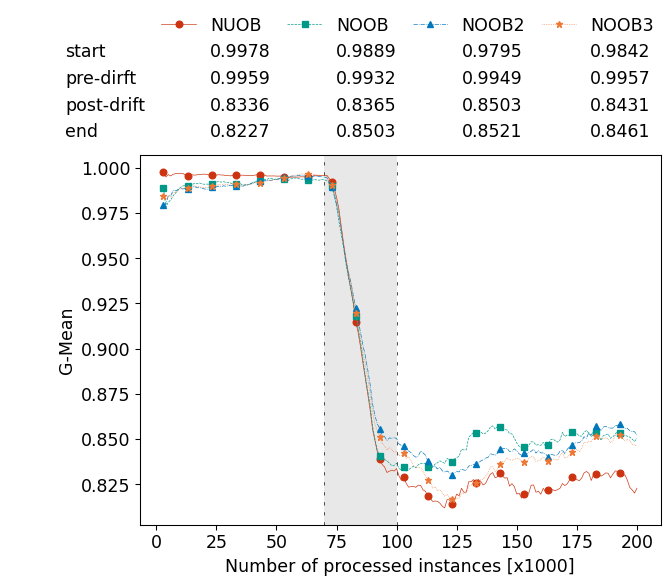 NUOB NOOB NOOB2 NOOB3
start 0.9978 0.9889 0.9795 0.9842
pre-dirft 0.9959 0.9932 0.9949 0.9957
post-drift 0.8336 0.8365 0.8503 0.8431
end 0.8227 0.8503 0.8521 0.8461
1.000
0.975
0.950
0.925
0.900
0.875
0.850
0.825
G-Mean
0 25 50 75 100 125 150 175 200
Number of processed instances [x1000]